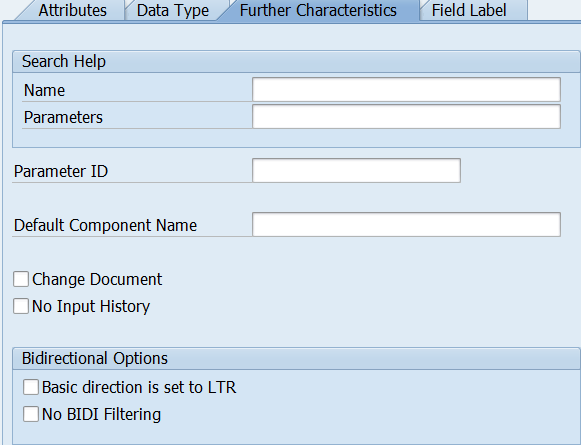 Attributes Data Type Further Characteristics Field Label
Search Help
Name
Parameters
Parameter ID
Default Component Name
Change Document
No Input History
Bidirectional Options
Basic direction is set to LTR
No BIDI Filtering